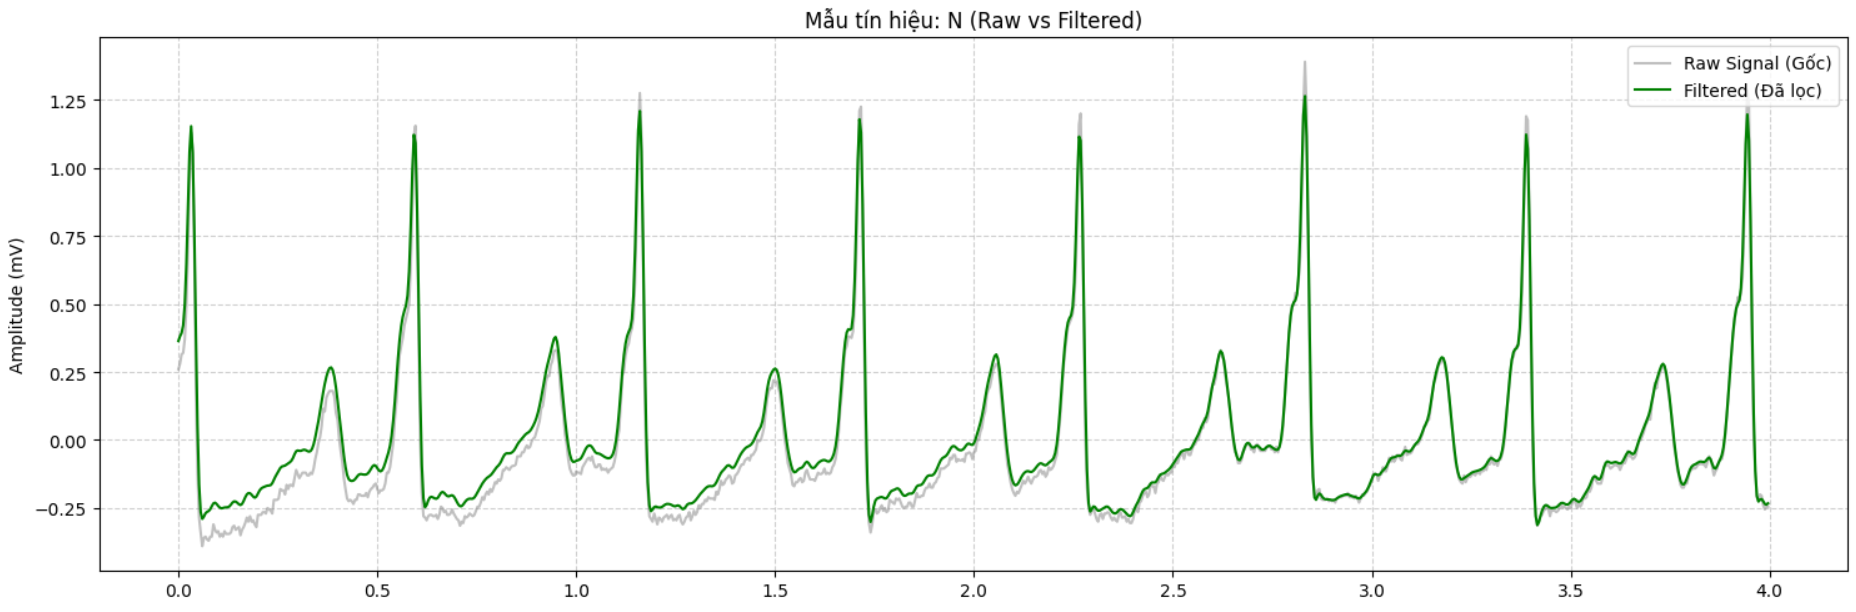 Mẫu tín hiệu: N (Raw vs Filtered)
Raw Signal (Gốc)
Filtered (Đã lọc)
Amplitude (mV)
1.25
1.00
0.75
0.50
0.25
0.00
−0.25
0.0 0.5 1.0 1.5 2.0 2.5 3.0 3.5 4.0